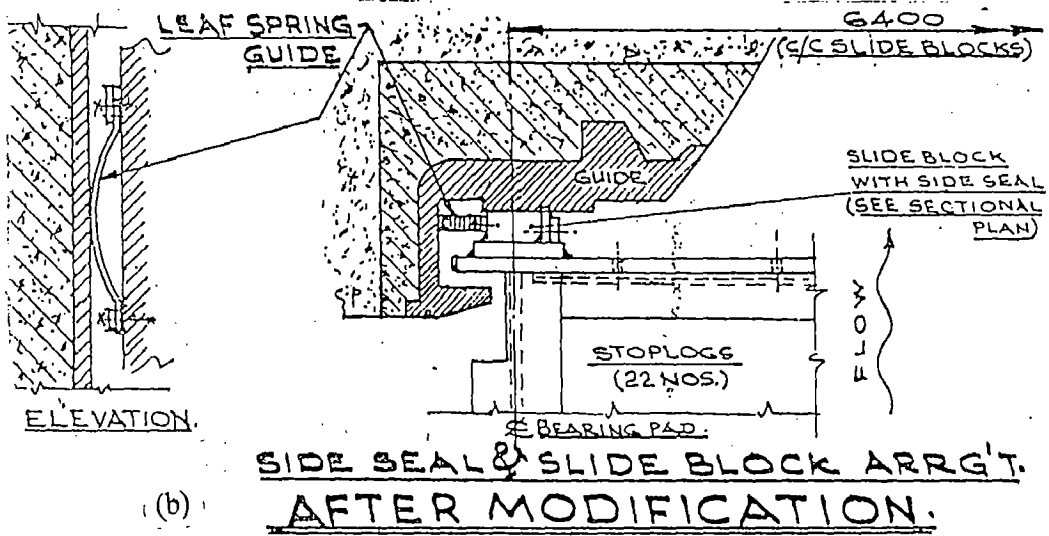 LEAF SPRING
GUIDE
6400
(C/C SLIDE BLOCKS)
GUIDE
SLIDE BLOCK
WITH SIDE SEAL
(SEE SECTIONAL
PLAN)
FLOW
STOPLOGS
(22 NOS.)
ELEVATION.
℄ BEARING PAD.
SIDE SEAL & SLIDE BLOCK ARRG'T.
(b) AFTER MODIFICATION.